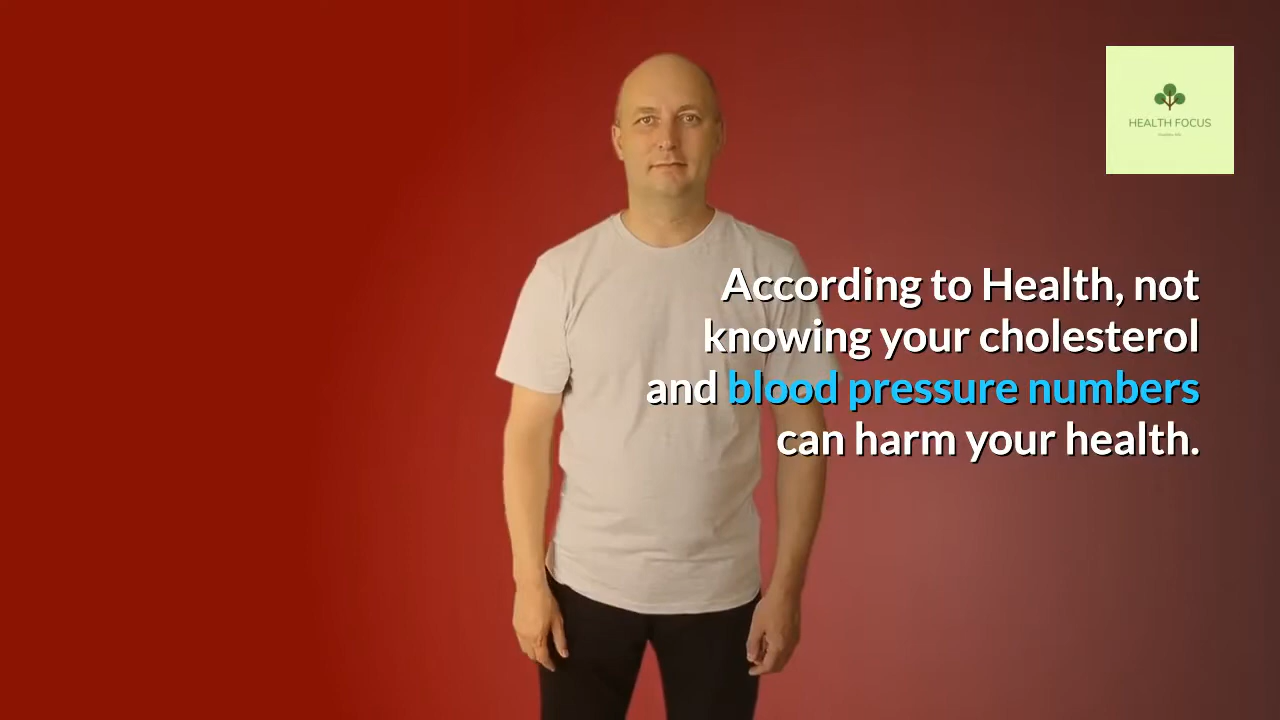 HEALTH FOCUS
According to Health, not
knowing your cholesterol
and blood pressure numbers
can harm your health.